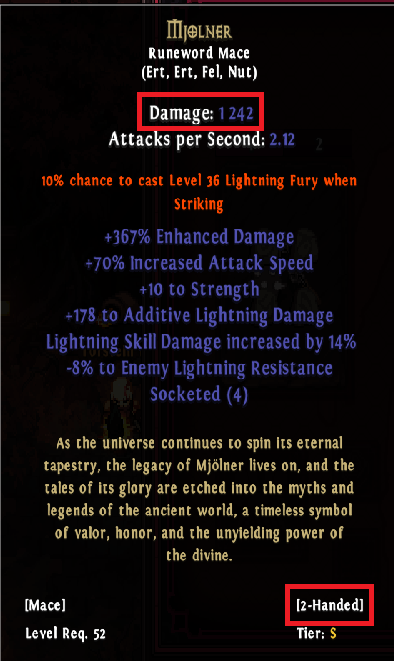 MJÖLNER
Runeword Mace
(Ert, Ert, Fel, Nut)
Damage: 1 242
Attacks per Second: 2.12
10% chance to cast Level 36 Lightning Fury when
Striking
+367% Enhanced Damage
+70% Increased Attack Speed
+10 to Strength
+178 to Additive Lightning Damage
Lightning Skill Damage increased by 14%
-8% to Enemy Lightning Resistance
Socketed (4)
As the universe continues to spin its eternal
tapestry, the legacy of Mjölner lives on, and the
tales of its glory are etched into the myths and
legends of the ancient world, a timeless symbol
of valor, honor, and the unyielding power of
the divine.
[Mace] [2-Handed]
Level Req. 52 Tier: S